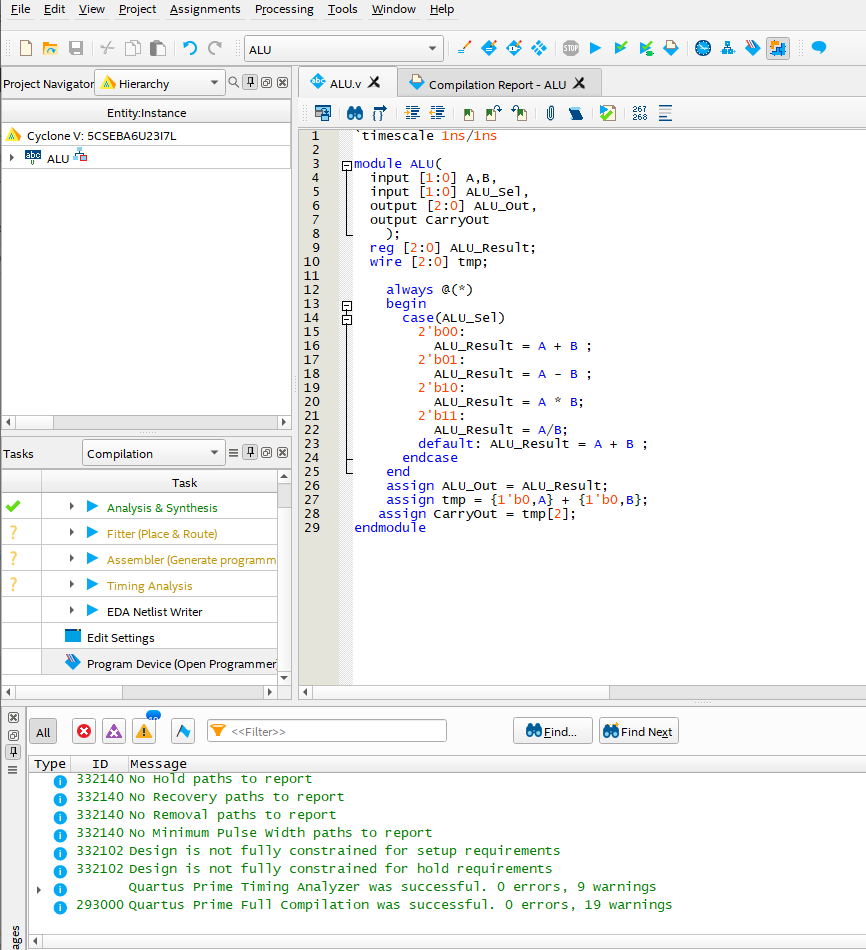 File Edit View Project Assignments Processing Tools Window Help
ALU
STOP
Project Navigator Hierarchy
Entity:Instance
Cyclone V: 5CSEBA6U23I7L
abc ALU
abc ALU.v
Compilation Report - ALU
267
268
1 `timescale 1ns/1ns
2
3 module ALU(
4 input [1:0] A,B,
5 input [1:0] ALU_Sel,
6 output [2:0] ALU_Out,
7 output CarryOut
8 );
9 reg [2:0] ALU_Result;
10 wire [2:0] tmp;
11
12 always @(*)
13 begin
14 case(ALU_Sel)
15 2'b00:
16 ALU_Result = A + B ;
17 2'b01:
18 ALU_Result = A - B ;
19 2'b10:
20 ALU_Result = A * B;
21 2'b11:
22 ALU_Result = A/B;
23 default: ALU_Result = A + B ;
24 endcase
25 end
26 assign ALU_Out = ALU_Result;
27 assign tmp = {1'b0,A} + {1'b0,B};
28 assign CarryOut = tmp[2];
29 endmodule
Tasks Compilation
Task
Analysis & Synthesis
? Fitter (Place & Route)
? Assembler (Generate programm
? Timing Analysis
EDA Netlist Writer
Edit Settings
Program Device (Open Programmer
All
<<Filter>>
Find...
Find Next
Type ID Message
332140 No Hold paths to report
332140 No Recovery paths to report
332140 No Removal paths to report
332140 No Minimum Pulse Width paths to report
332102 Design is not fully constrained for setup requirements
332102 Design is not fully constrained for hold requirements
Quartus Prime Timing Analyzer was successful. 0 errors, 9 warnings
293000 Quartus Prime Full Compilation was successful. 0 errors, 19 warnings
ages